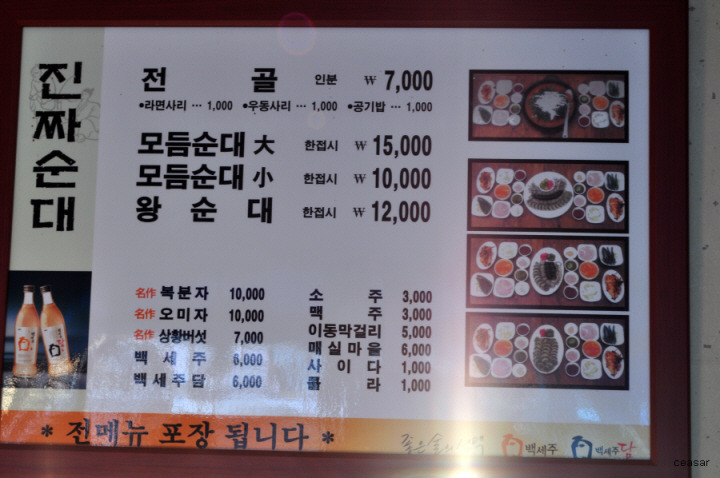 진짜순대
전 골 인분 ₩ 7,000
•라면사리 … 1,000 •우동사리 … 1,000 •공기밥 … 1,000
모듬순대 大 한접시 ₩ 15,000
모듬순대 小 한접시 ₩ 10,000
왕 순 대 한접시 ₩ 12,000
名作 복분자 10,000
名作 오미자 10,000
名作 상황버섯 7,000
백 세 주 6,000
백세주담 6,000
소 주 3,000
맥 주 3,000
이동막걸리 5,000
매실마을 6,000
사 이 다 1,000
콜 라 1,000
* 전메뉴 포장 됩니다 *
백세주 백세주담
ceasar